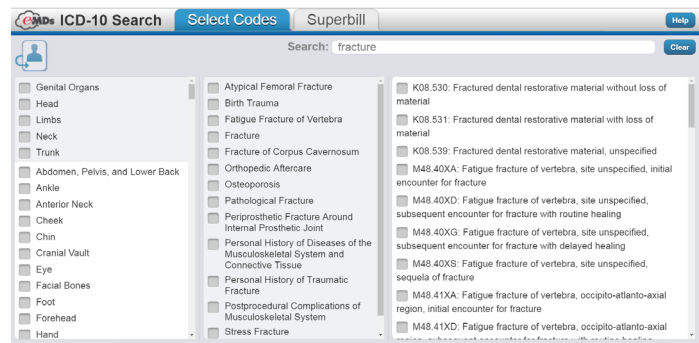 eMDs ICD-10 Search
Select Codes
Superbill
Help
Search: fracture
Clear
Genital Organs
Head
Limbs
Neck
Trunk
Abdomen, Pelvis, and Lower Back
Ankle
Anterior Neck
Cheek
Chin
Cranial Vault
Eye
Facial Bones
Foot
Forehead
Hand
Atypical Femoral Fracture
Birth Trauma
Fatigue Fracture of Vertebra
Fracture
Fracture of Corpus Cavernosum
Orthopedic Aftercare
Osteoporosis
Pathological Fracture
Periprosthetic Fracture Around
Internal Prosthetic Joint
Personal History of Diseases of the
Musculoskeletal System and
Connective Tissue
Personal History of Traumatic
Fracture
Postprocedural Complications of
Musculoskeletal System
Stress Fracture
K08.530: Fractured dental restorative material without loss of
material
K08.531: Fractured dental restorative material with loss of
material
K08.539: Fractured dental restorative material, unspecified
M48.40XA: Fatigue fracture of vertebra, site unspecified, initial
encounter for fracture
M48.40XD: Fatigue fracture of vertebra, site unspecified,
subsequent encounter for fracture with routine healing
M48.40XG: Fatigue fracture of vertebra, site unspecified,
subsequent encounter for fracture with delayed healing
M48.40XS: Fatigue fracture of vertebra, site unspecified,
sequela of fracture
M48.41XA: Fatigue fracture of vertebra, occipito-atlanto-axial
region, initial encounter for fracture
M48.41XD: Fatigue fracture of vertebra, occipito-atlanto-axial
region, subsequent encounter for fracture with routine healing